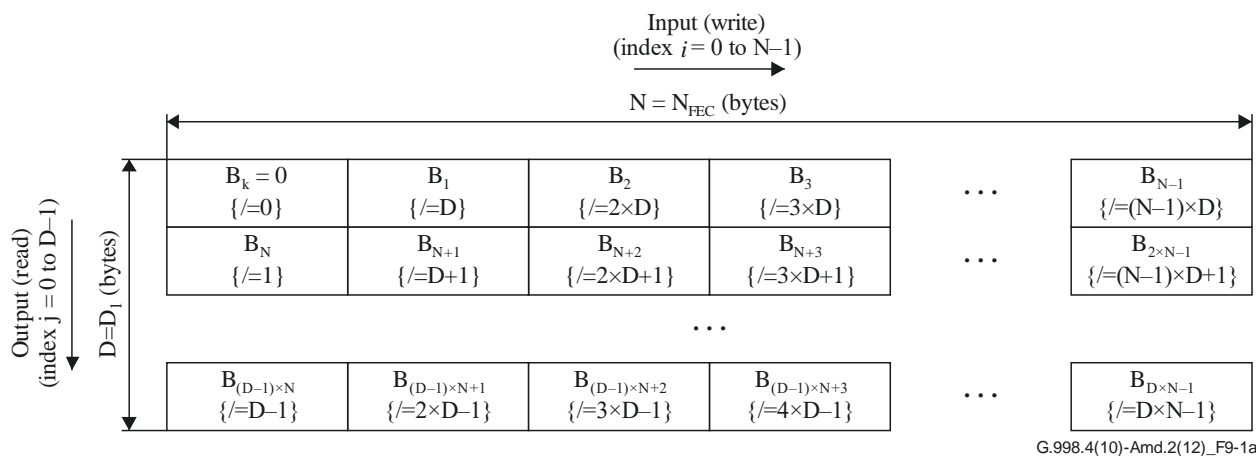 Input (write)
(index i = 0 to N–1)
N = N_FEC (bytes)
Output (read)
(index j = 0 to D–1)
D=D_1 (bytes)
B_k = 0 B_1 B_2 B_3 ... B_N–1
{/=0} {/=D} {/=2×D} {/=3×D} {/=(N–1)×D}
B_N B_N+1 B_N+2 B_N+3 ... B_2×N–1
{/=1} {/=D+1} {/=2×D+1} {/=3×D+1} {/=(N–1)×D+1}
...
B_(D–1)×N B_(D–1)×N+1 B_(D–1)×N+2 B_(D–1)×N+3 ... B_D×N–1
{/=D–1} {/=2×D–1} {/=3×D–1} {/=4×D–1} {/=D×N–1}
G.998.4(10)-Amd.2(12)_F9-1a